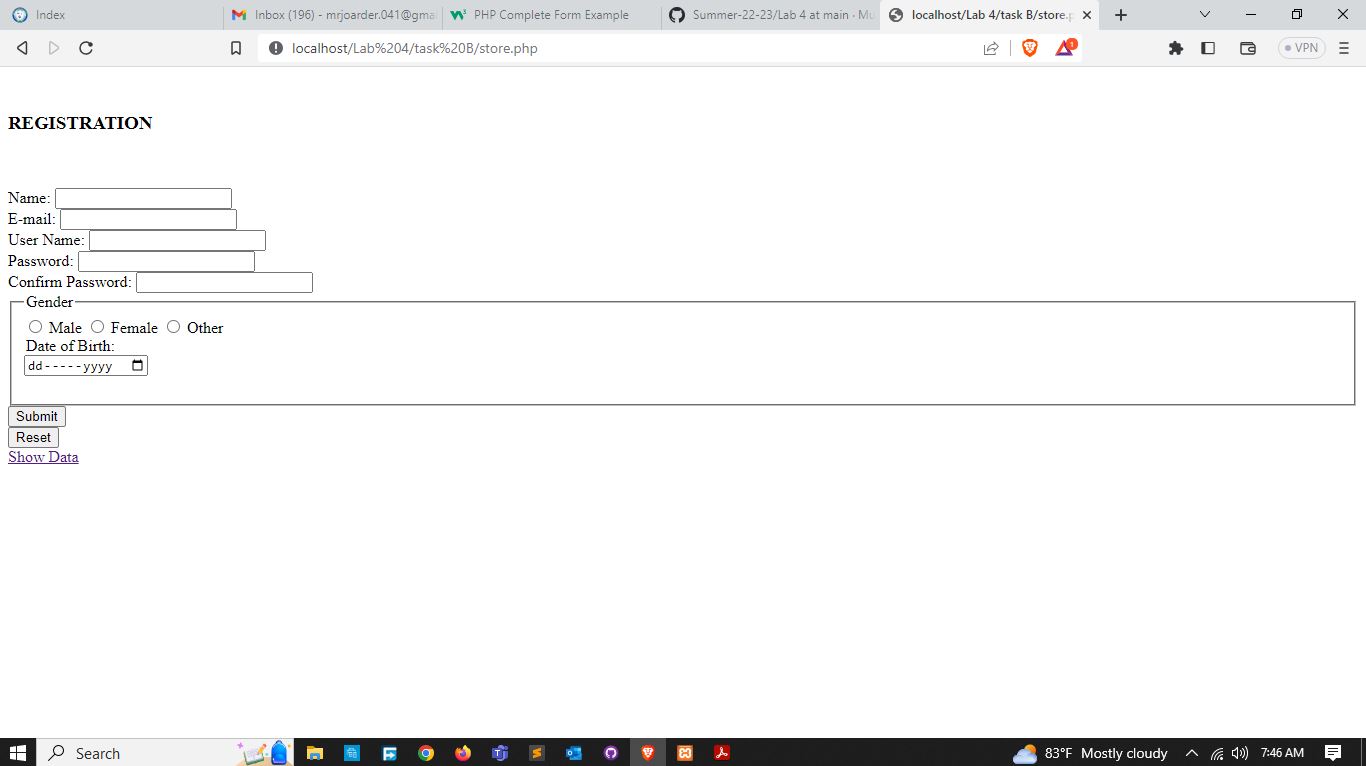 Index
Inbox (196) - mrjoarder.041@gma
PHP Complete Form Example
Summer-22-23/Lab 4 at main · Mu
localhost/Lab 4/task B/store.p
localhost/Lab%204/task%20B/store.php
1
VPN
REGISTRATION
Name:
E-mail:
User Name:
Password:
Confirm Password:
Gender
Male Female Other
Date of Birth:
dd-----yyyy
Submit
Reset
Show Data
Search
83°F Mostly cloudy
7:46 AM